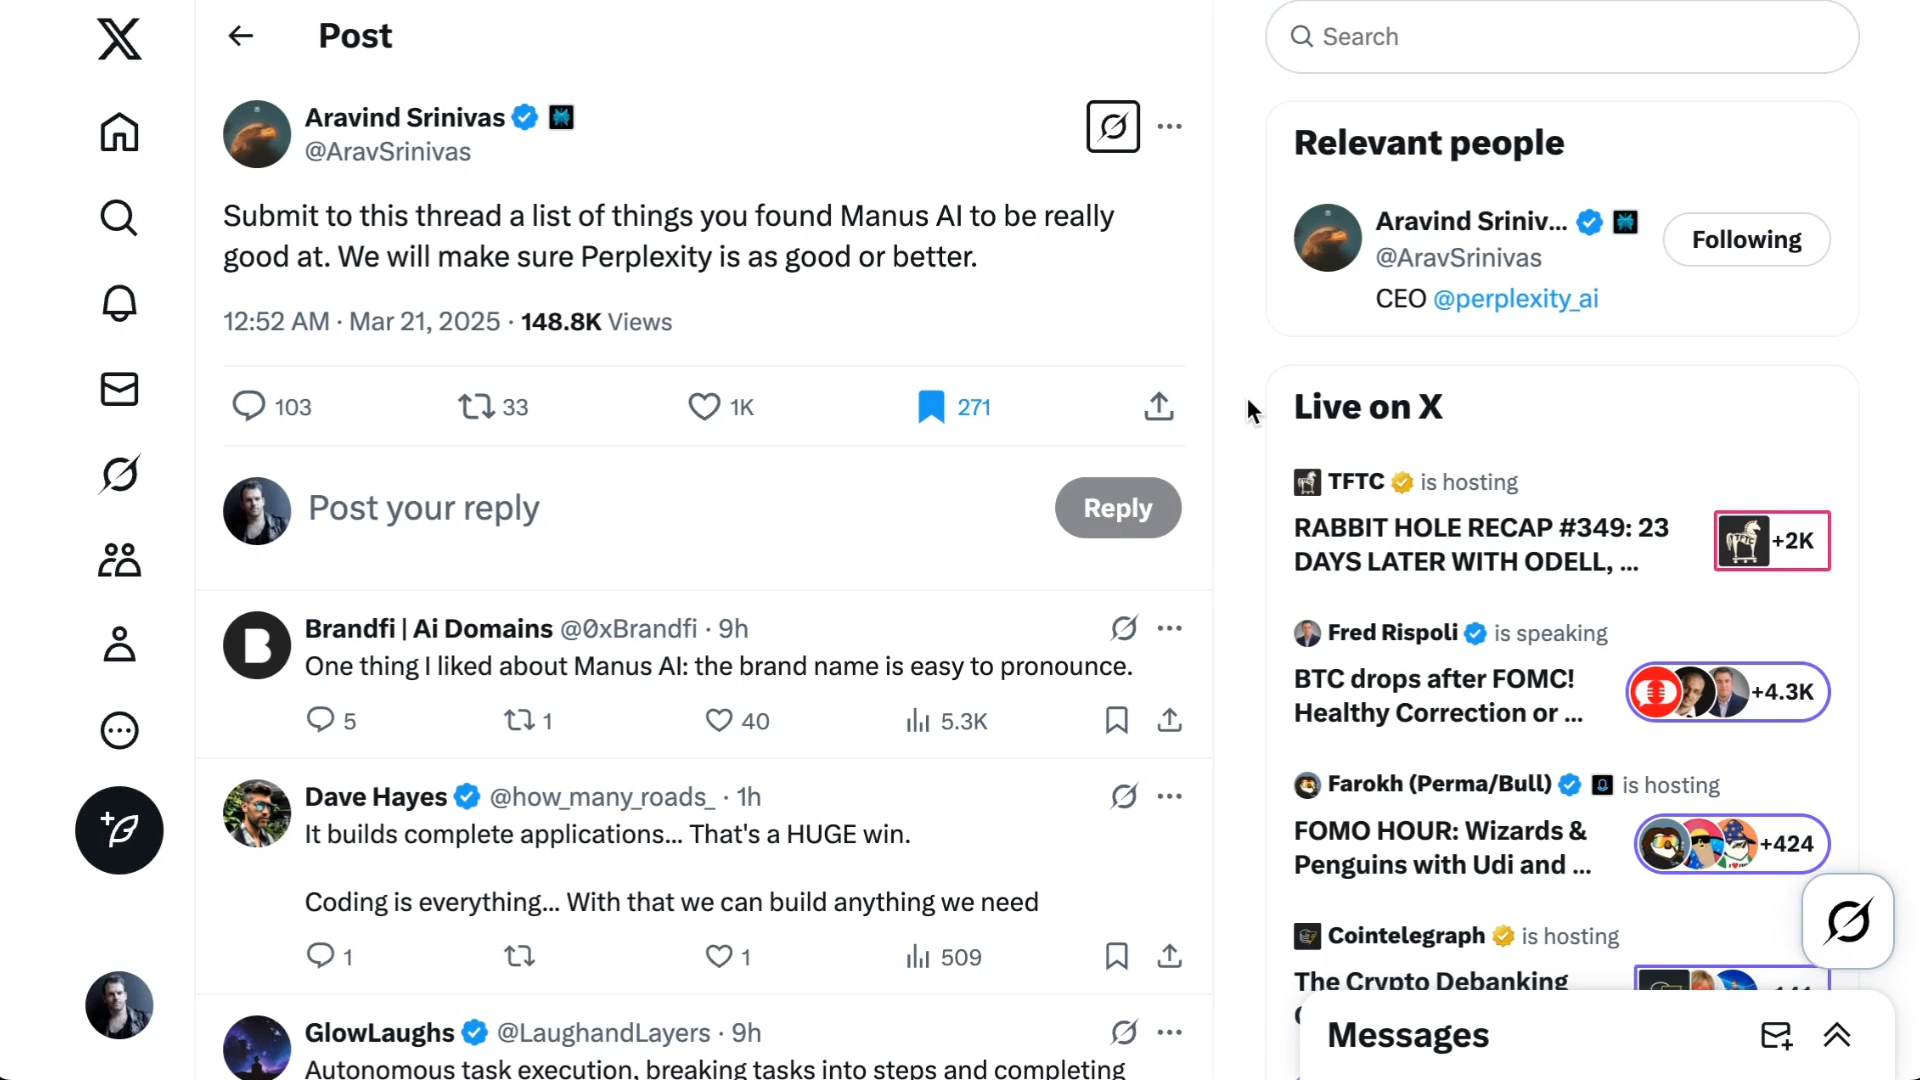 Post
Aravind Srinivas
@AravSrinivas
Submit to this thread a list of things you found Manus AI to be really
good at. We will make sure Perplexity is as good or better.
12:52 AM · Mar 21, 2025 · 148.8K Views
103 33 1K 271
Post your reply
Reply
Brandfi | Ai Domains @0xBrandfi · 9h
One thing I liked about Manus AI: the brand name is easy to pronounce.
5 1 40 5.3K
Dave Hayes @how_many_roads_ · 1h
It builds complete applications... That's a HUGE win.
Coding is everything... With that we can build anything we need
1 1 509
GlowLaughs @LaughandLayers · 9h
Autonomous task execution, breaking tasks into steps and completing
Search
Relevant people
Aravind Sriniv...
@AravSrinivas
Following
CEO @perplexity_ai
Live on X
TFTC is hosting
RABBIT HOLE RECAP #349: 23
DAYS LATER WITH ODELL, ...
+2K
Fred Rispoli is speaking
BTC drops after FOMC!
Healthy Correction or ...
+4.3K
Farokh (Perma/Bull) is hosting
FOMO HOUR: Wizards &
Penguins with Udi and ...
+424
Cointelegraph is hosting
The Crypto Debanking
Messages